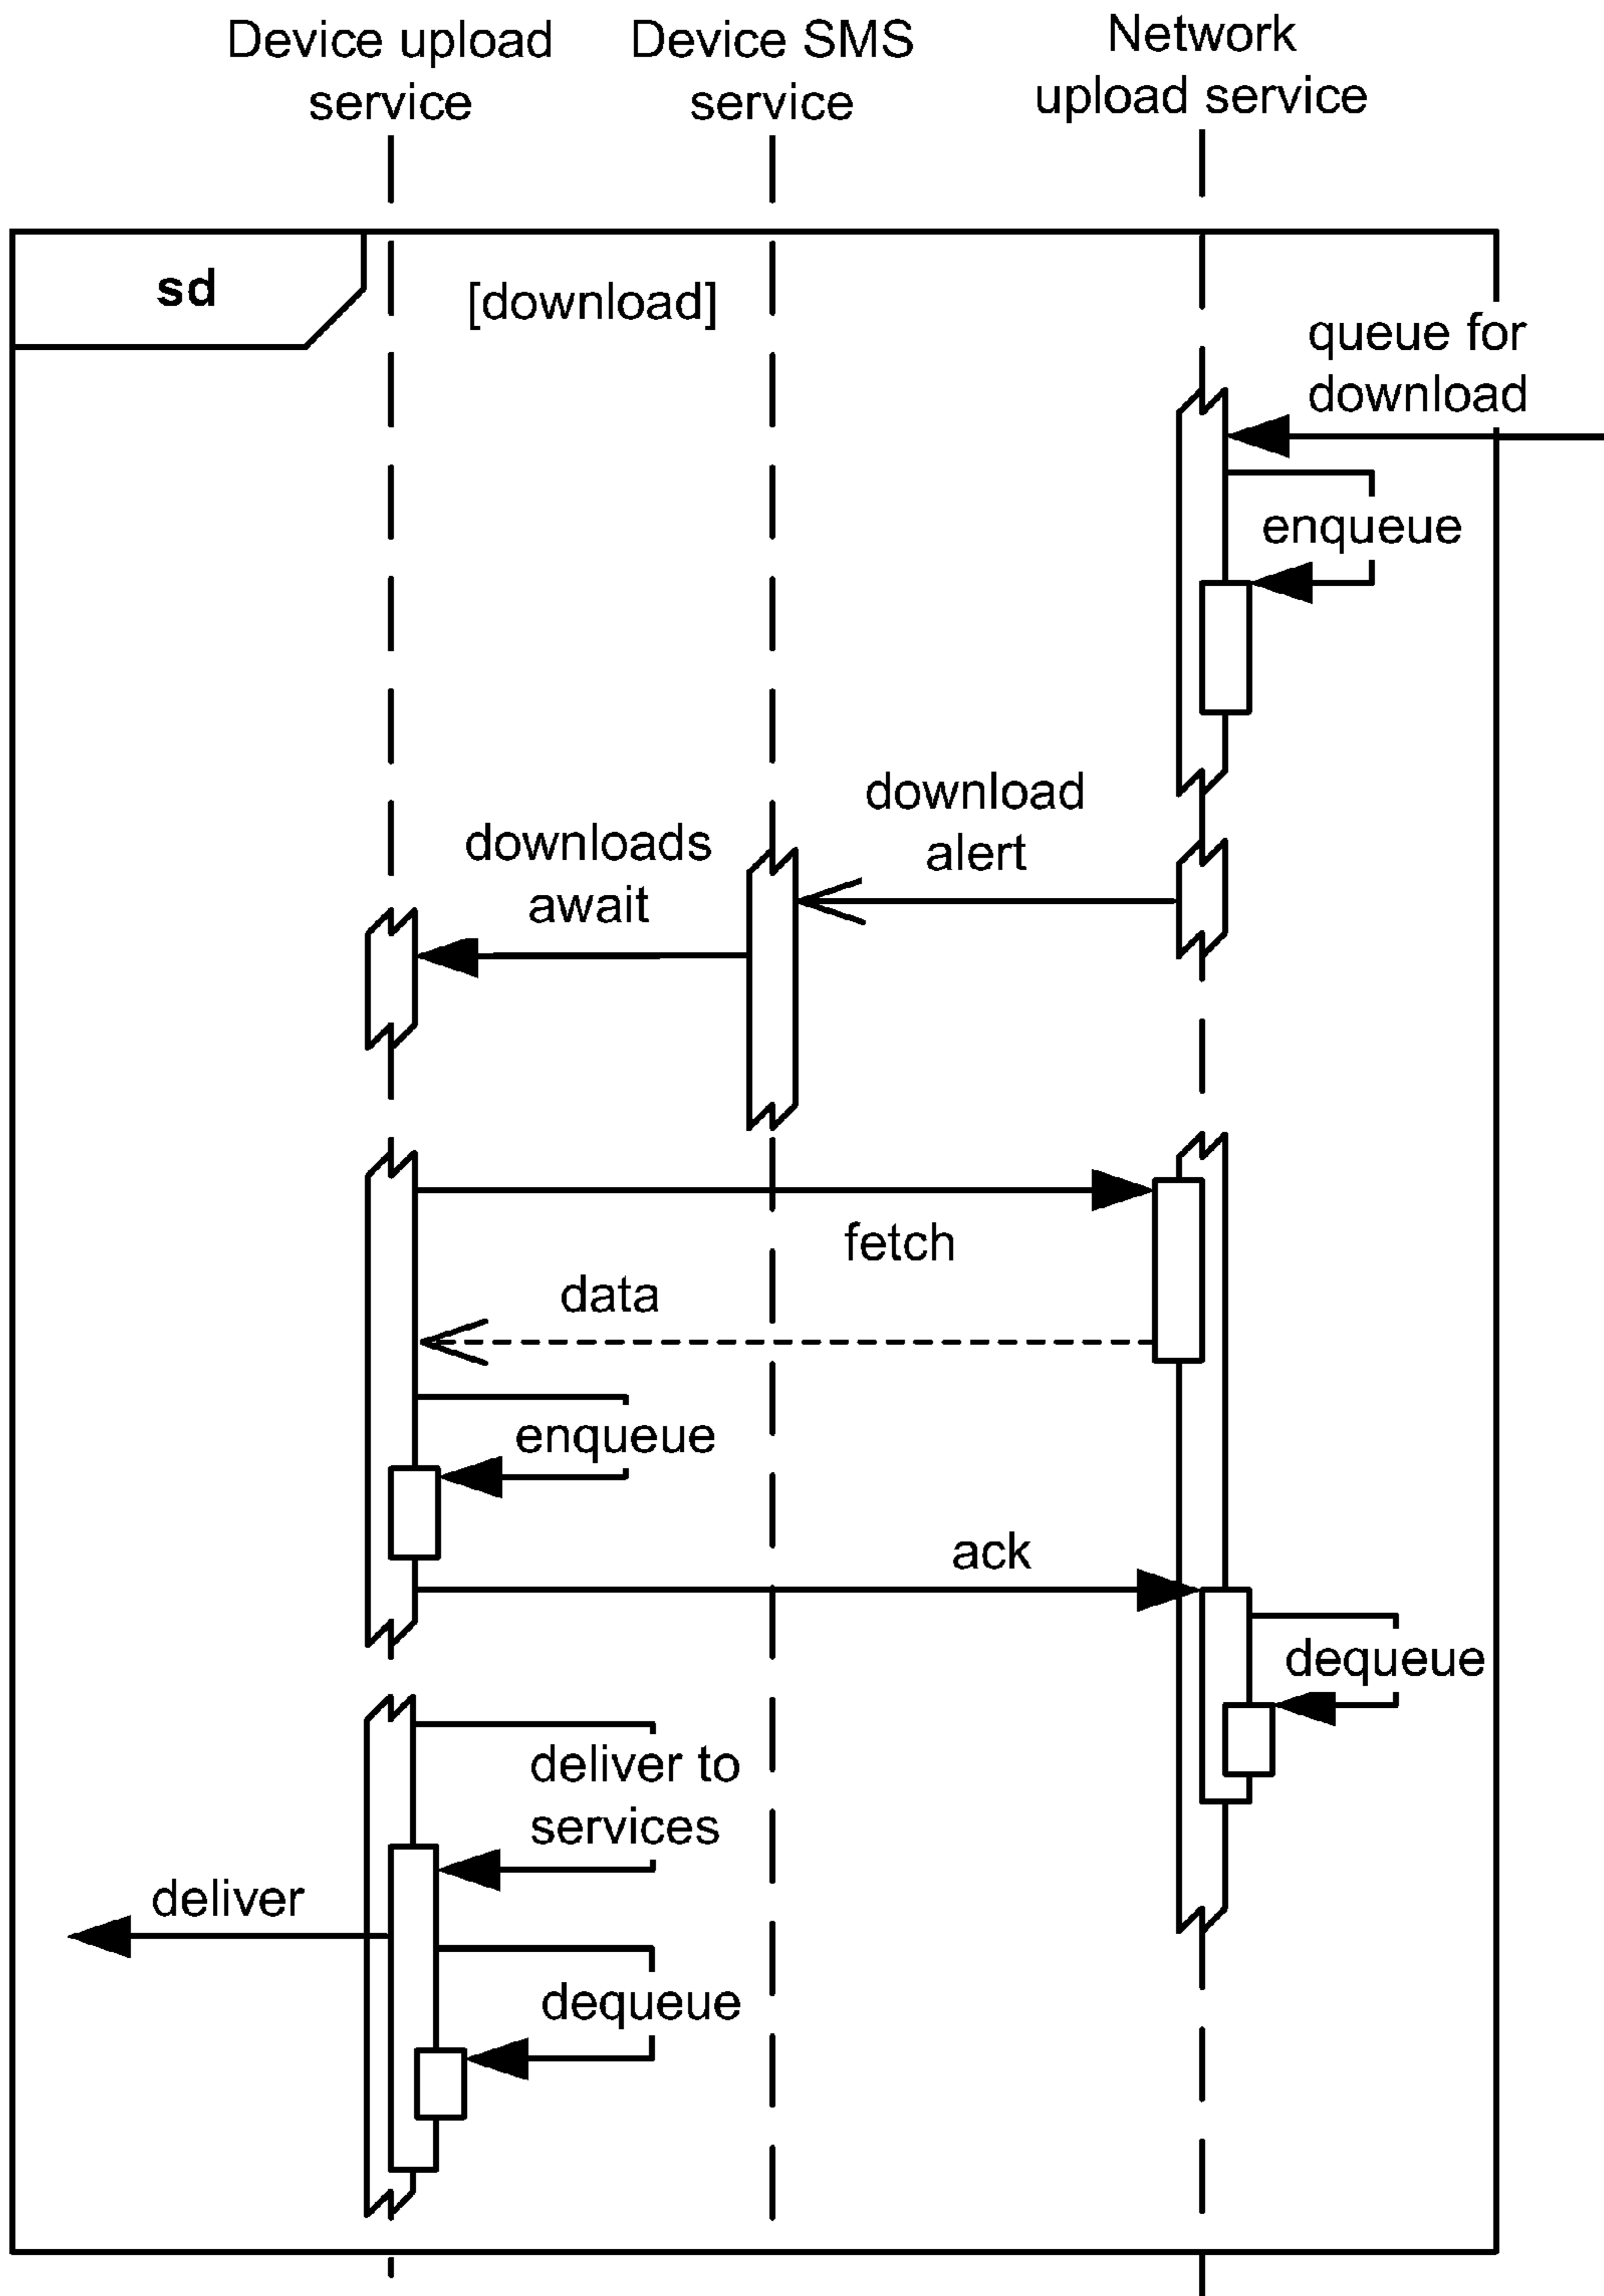 Device upload
service
Device SMS
service
Network
upload service
sd
[download]
queue for
download
enqueue
download
alert
downloads
await
fetch
data
enqueue
ack
dequeue
deliver to
services
deliver
dequeue